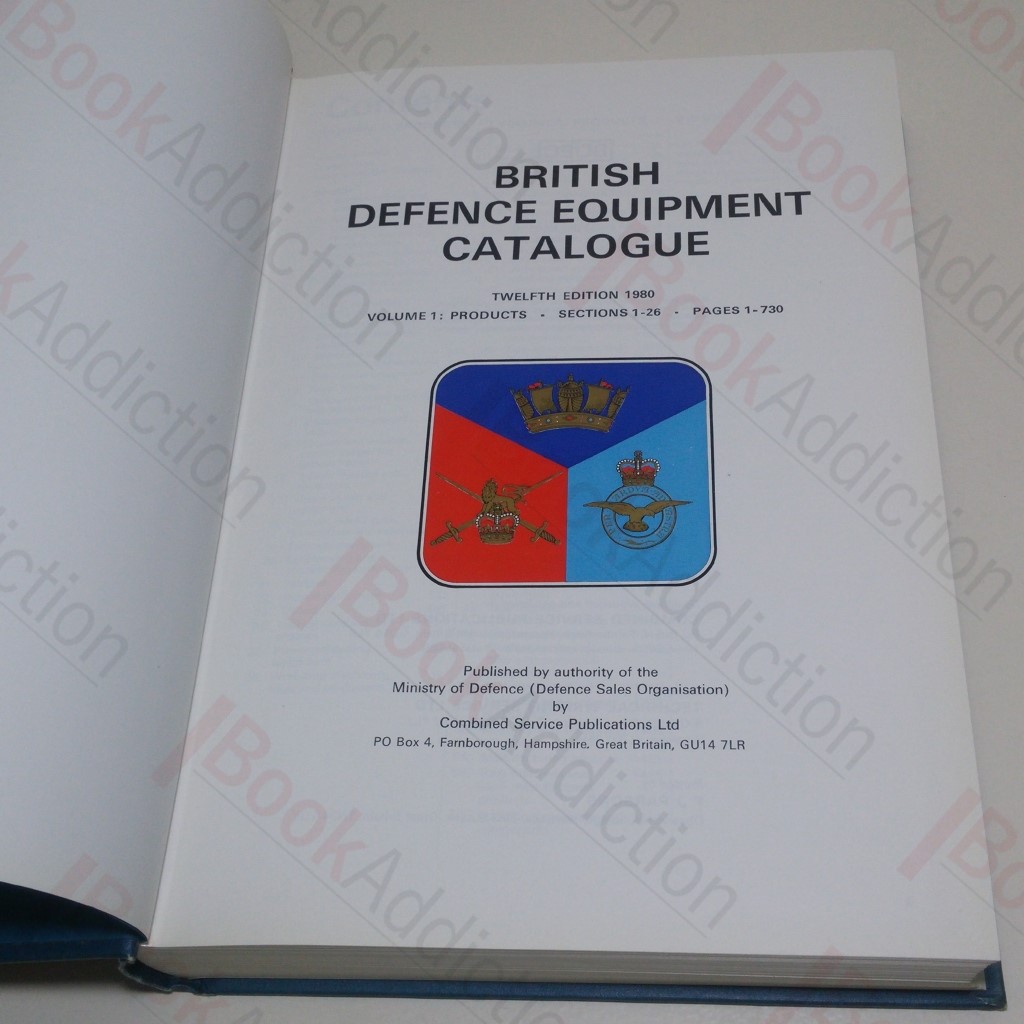 BRITISH
DEFENCE EQUIPMENT
CATALOGUE
TWELFTH EDITION 1980
VOLUME 1: PRODUCTS - SECTIONS 1-26 - PAGES 1-730
Published by authority of the
Ministry of Defence (Defence Sales Organisation)
by
Combined Service Publications Ltd
PO Box 4, Farnborough, Hampshire. Great Britain, GU14 7LR
BookAddiction